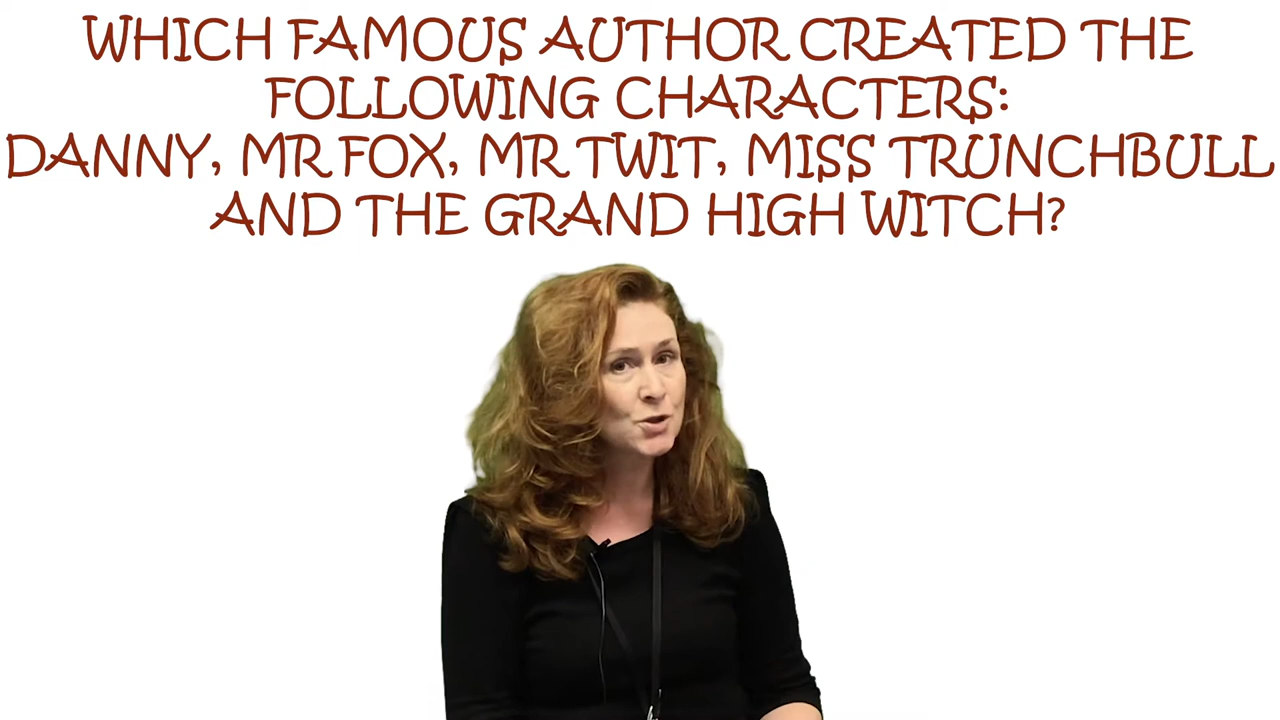 WHICH FAMOUS AUTHOR CREATED THE
FOLLOWING CHARACTERS:
DANNY, MR FOX, MR TWIT, MISS TRUNCHBULL
AND THE GRAND HIGH WITCH?